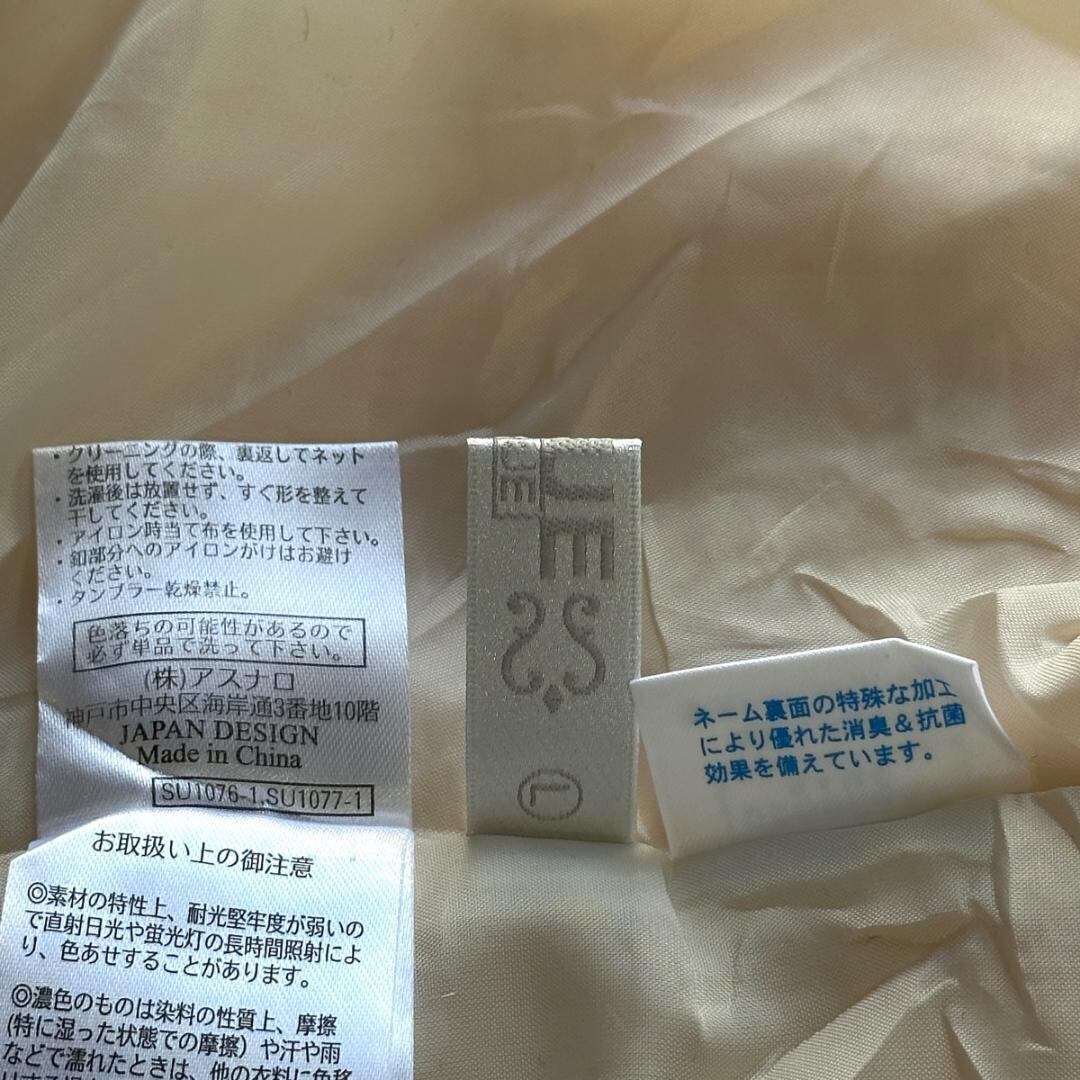 ・クリーニングの際、裏返してネット
を使用してください。
・洗濯後は放置せず、すぐ形を整えて
干してください。
・アイロン時当て布を使用して下さい。
・釦部分へのアイロンがけはお避け
ください。
・タンブラー乾燥禁止。
色落ちの可能性があるので
必ず単品で洗って下さい。
(株)アスナロ
神戸市中央区海岸通3番地10階
JAPAN DESIGN
Made in China
SU1076-1,SU1077-1
お取扱い上の御注意
◎素材の特性上、耐光堅牢度が弱いの
で直射日光や蛍光灯の長時間照射によ
り、色あせすることがあります。
◎濃色のものは染料の性質上、摩擦
(特に湿った状態での摩擦)や汗や雨
などで濡れたときは、他の衣料に色移
JE
JE
L
ネーム裏面の特殊な加工
により優れた消臭&抗菌
効果を備えています。